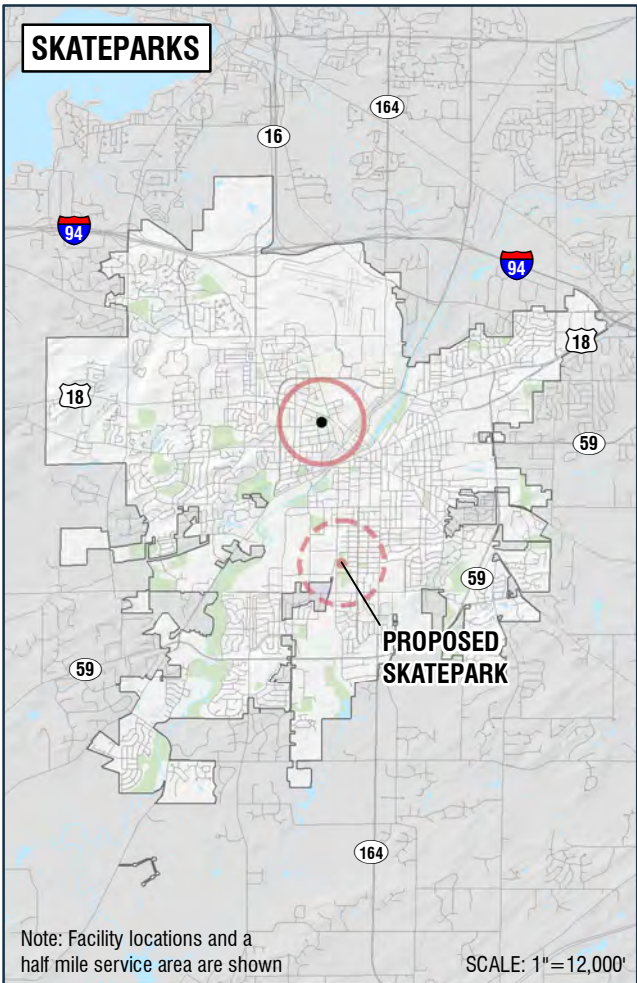 SKATEPARKS
164
16
94
94
18
18
59
59
PROPOSED
SKATEPARK
59
164
Note: Facility locations and a
half mile service area are shown
SCALE: 1"=12,000'